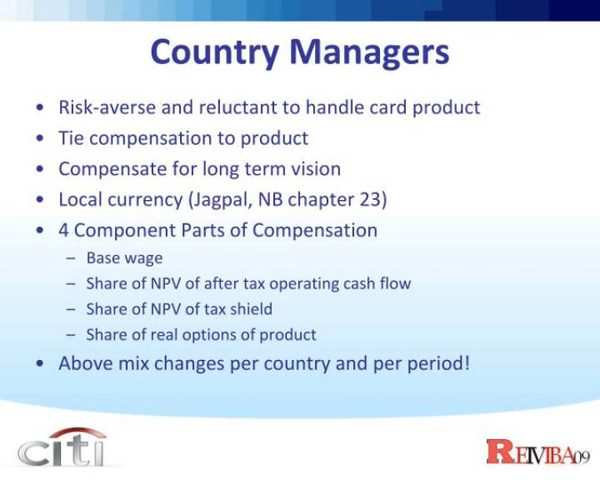 Country Managers
• Risk-averse and reluctant to handle card product
• Tie compensation to product
• Compensate for long term vision
• Local currency (Jagpal, NB chapter 23)
• 4 Component Parts of Compensation
– Base wage
– Share of NPV of after tax operating cash flow
– Share of NPV of tax shield
– Share of real options of product
• Above mix changes per country and per period!
citi
REMBA09